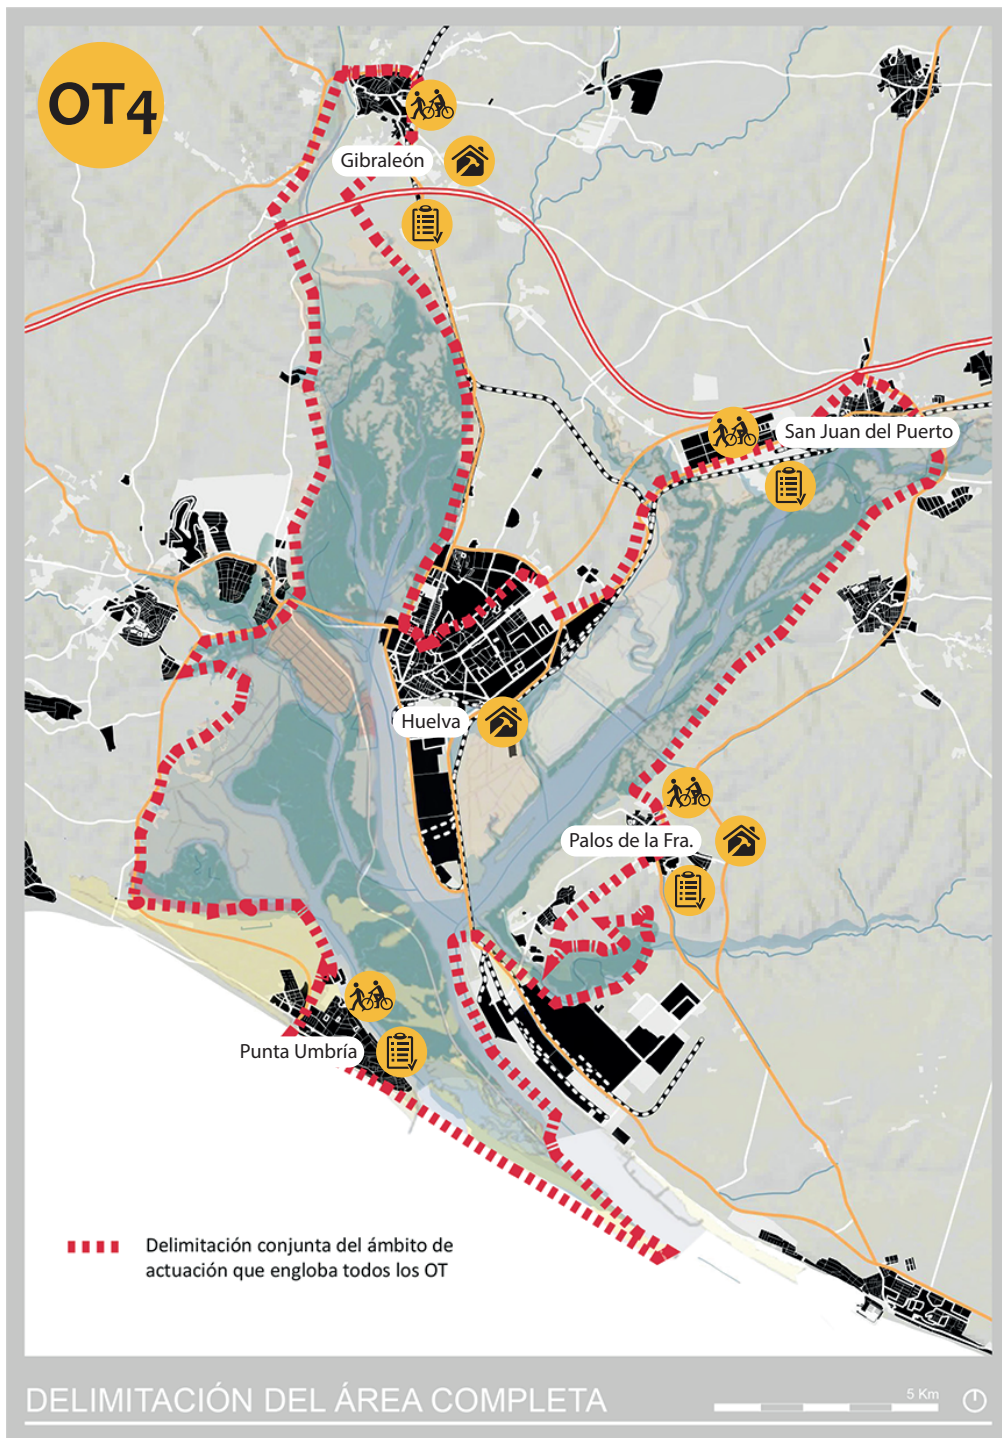 OT4
Gibraleón
San Juan del Puerto
Huelva
Palos de la Fra.
Punta Umbría
Delimitación conjunta del ámbito de
actuación que engloba todos los OT
DELIMITACIÓN DEL ÁREA COMPLETA
5 Km